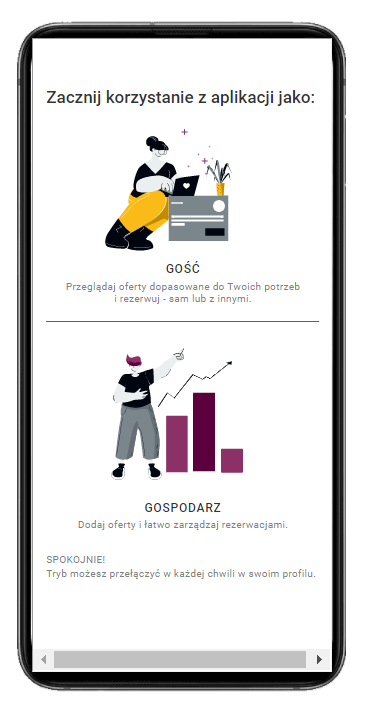 Zacznij korzystanie z aplikacji jako:
GOŚĆ
Przeglądaj oferty dopasowane do Twoich potrzeb
i rezerwuj - sam lub z innymi.
GOSPODARZ
Dodaj oferty i łatwo zarządzaj rezerwacjami.
SPOKOJNIE!
Tryb możesz przełączyć w każdej chwili w swoim profilu.